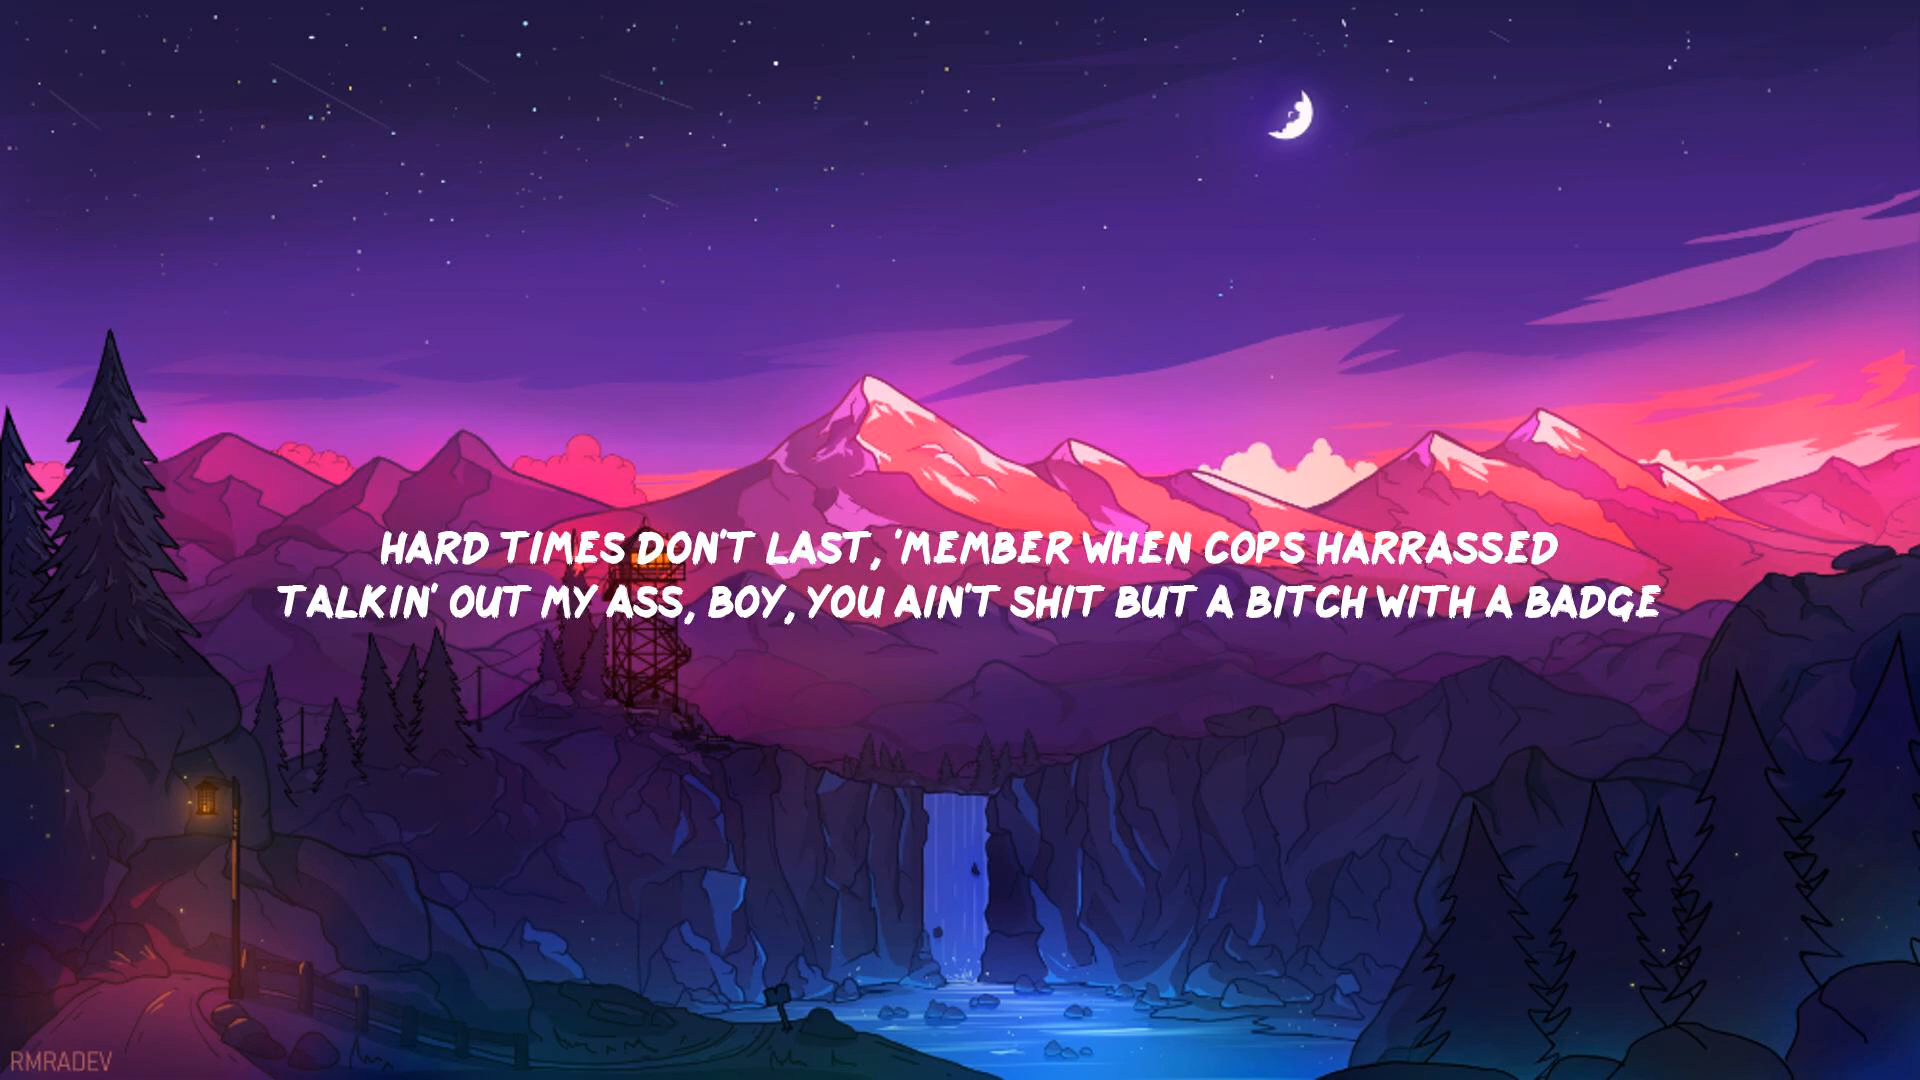 HARD TIMES DON'T LAST, 'MEMBER WHEN COPS HARRASSED
TALKIN' OUT MY ASS, BOY, YOU AIN'T SHIT BUT A BITCH WITH A BADGE
RMRADEV